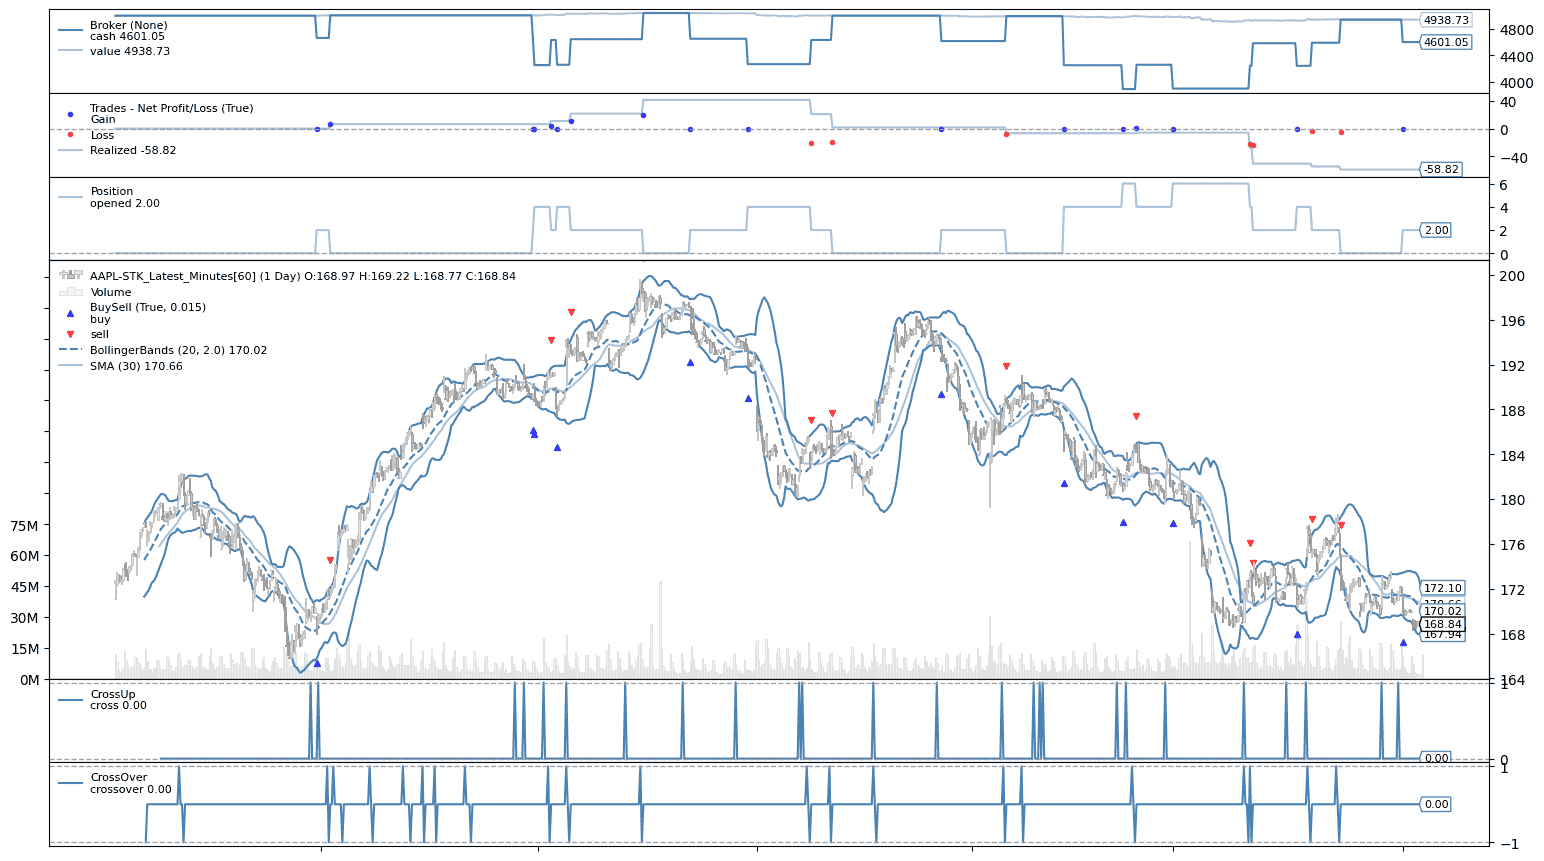 Broker (None)
cash 4601.05
value 4938.73
4938.73
4601.05
4800
4400
4000
Trades - Net Profit/Loss (True)
Gain
Loss
Realized -58.82
40
0
−40
-58.82
Position
opened 2.00
6
4
2
0
2.00
AAPL-STK_Latest_Minutes[60] (1 Day) O:168.97 H:169.22 L:168.77 C:168.84
Volume
BuySell (True, 0.015)
buy
sell
BollingerBands (20, 2.0) 170.02
SMA (30) 170.66
200
196
192
188
184
180
176
172
168
164
75M
60M
45M
30M
15M
0M
172.10
170.66
170.02
168.84
167.94
CrossUp
cross 0.00
1
0
0.00
CrossOver
crossover 0.00
1
0.00
−1